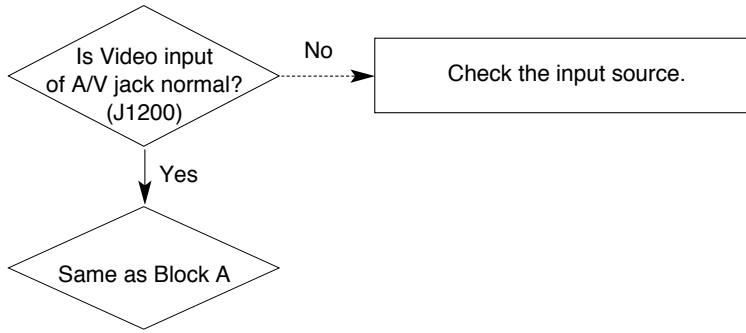 Is Video input
of A/V jack normal?
(J1200)
No
Check the input source.
Yes
Same as Block A